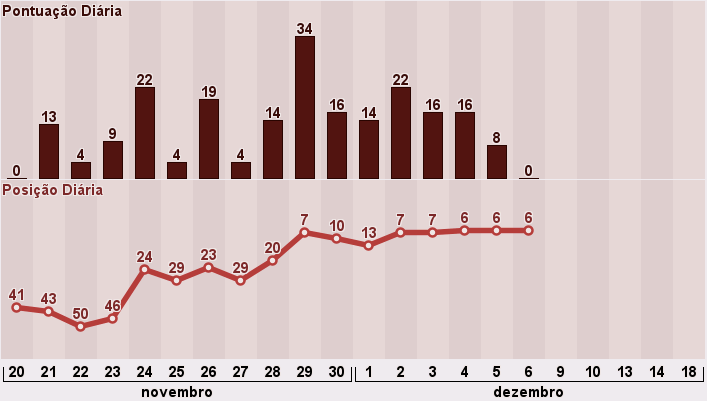 Pontuação Diária
0 13 4 9 22 4 19 4 14 34 16 14 22 16 16 8 0
Posição Diária
41 43 50 46 24 29 23 29 20 7 10 13 7 7 6 6 6
20 21 22 23 24 25 26 27 28 29 30 1 2 3 4 5 6 9 10 13 14 18
novembro dezembro